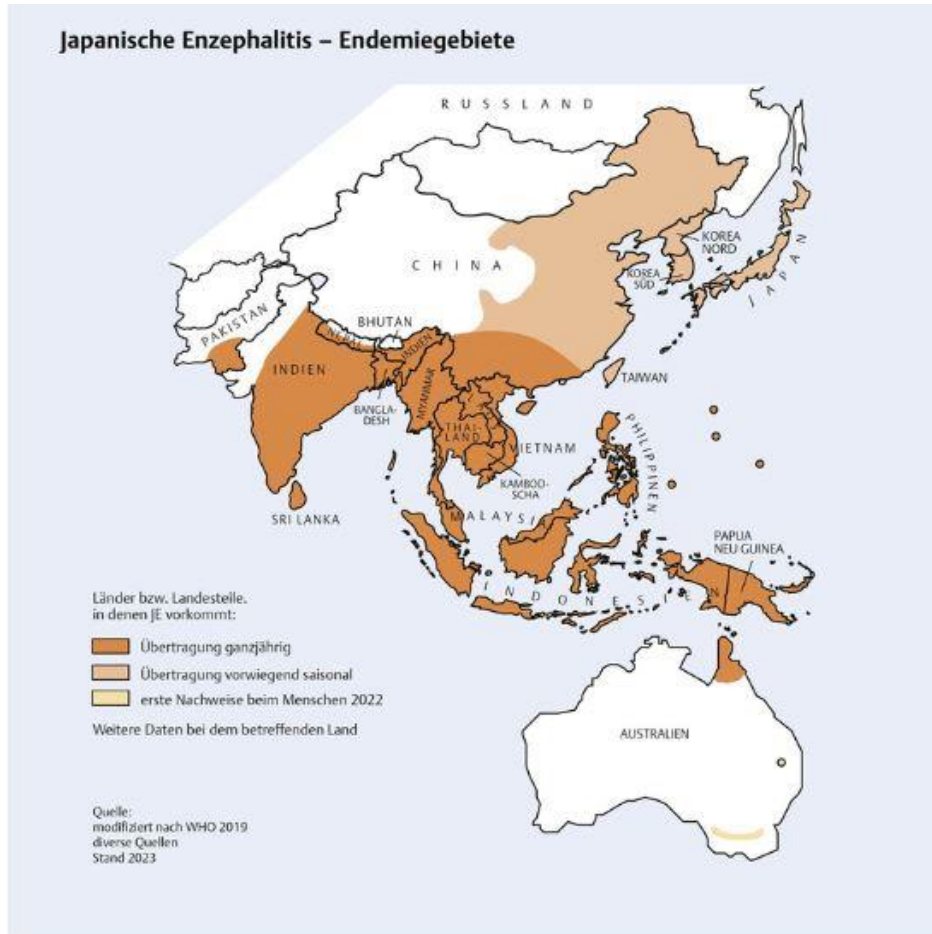 Japanische Enzephalitis – Endemiegebiete
RUSSLAND
CHINA
KOREA
NORD
KOREA
SÜD
JAPAN
PAKISTAN
NEPAL
BHUTAN
INDIEN
INDIEN
BANGLA-
DESH
MYANMAR
TAIWAN
THAI-
LAND
VIETNAM
KAMBOD-
SCHA
PHILIPPINEN
SRI LANKA
MALAYSI
PAPUA
NEU GUINEA
INDONESIEN
AUSTRALIEN
Länder bzw. Landesteile.
in denen JE vorkommt:
Übertragung ganzjährig
Übertragung vorwiegend saisonal
erste Nachweise beim Menschen 2022
Weitere Daten bei dem betreffenden Land
Quelle:
modifiziert nach WHO 2019
diverse Quellen
Stand 2023